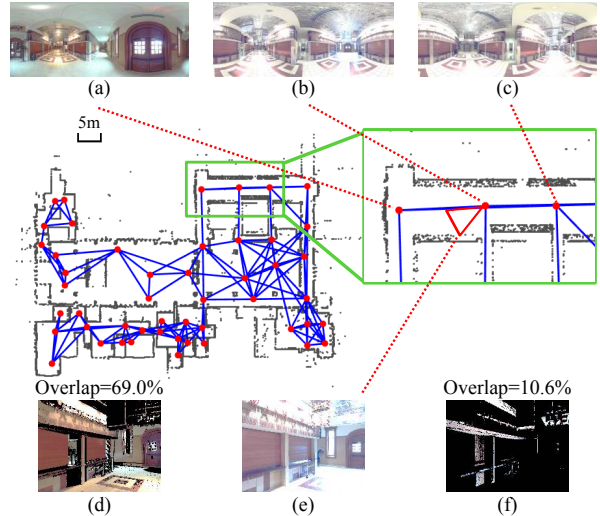 (a)
(b)
(c)
5m
Overlap=69.0%
Overlap=10.6%
(d)
(e)
(f)